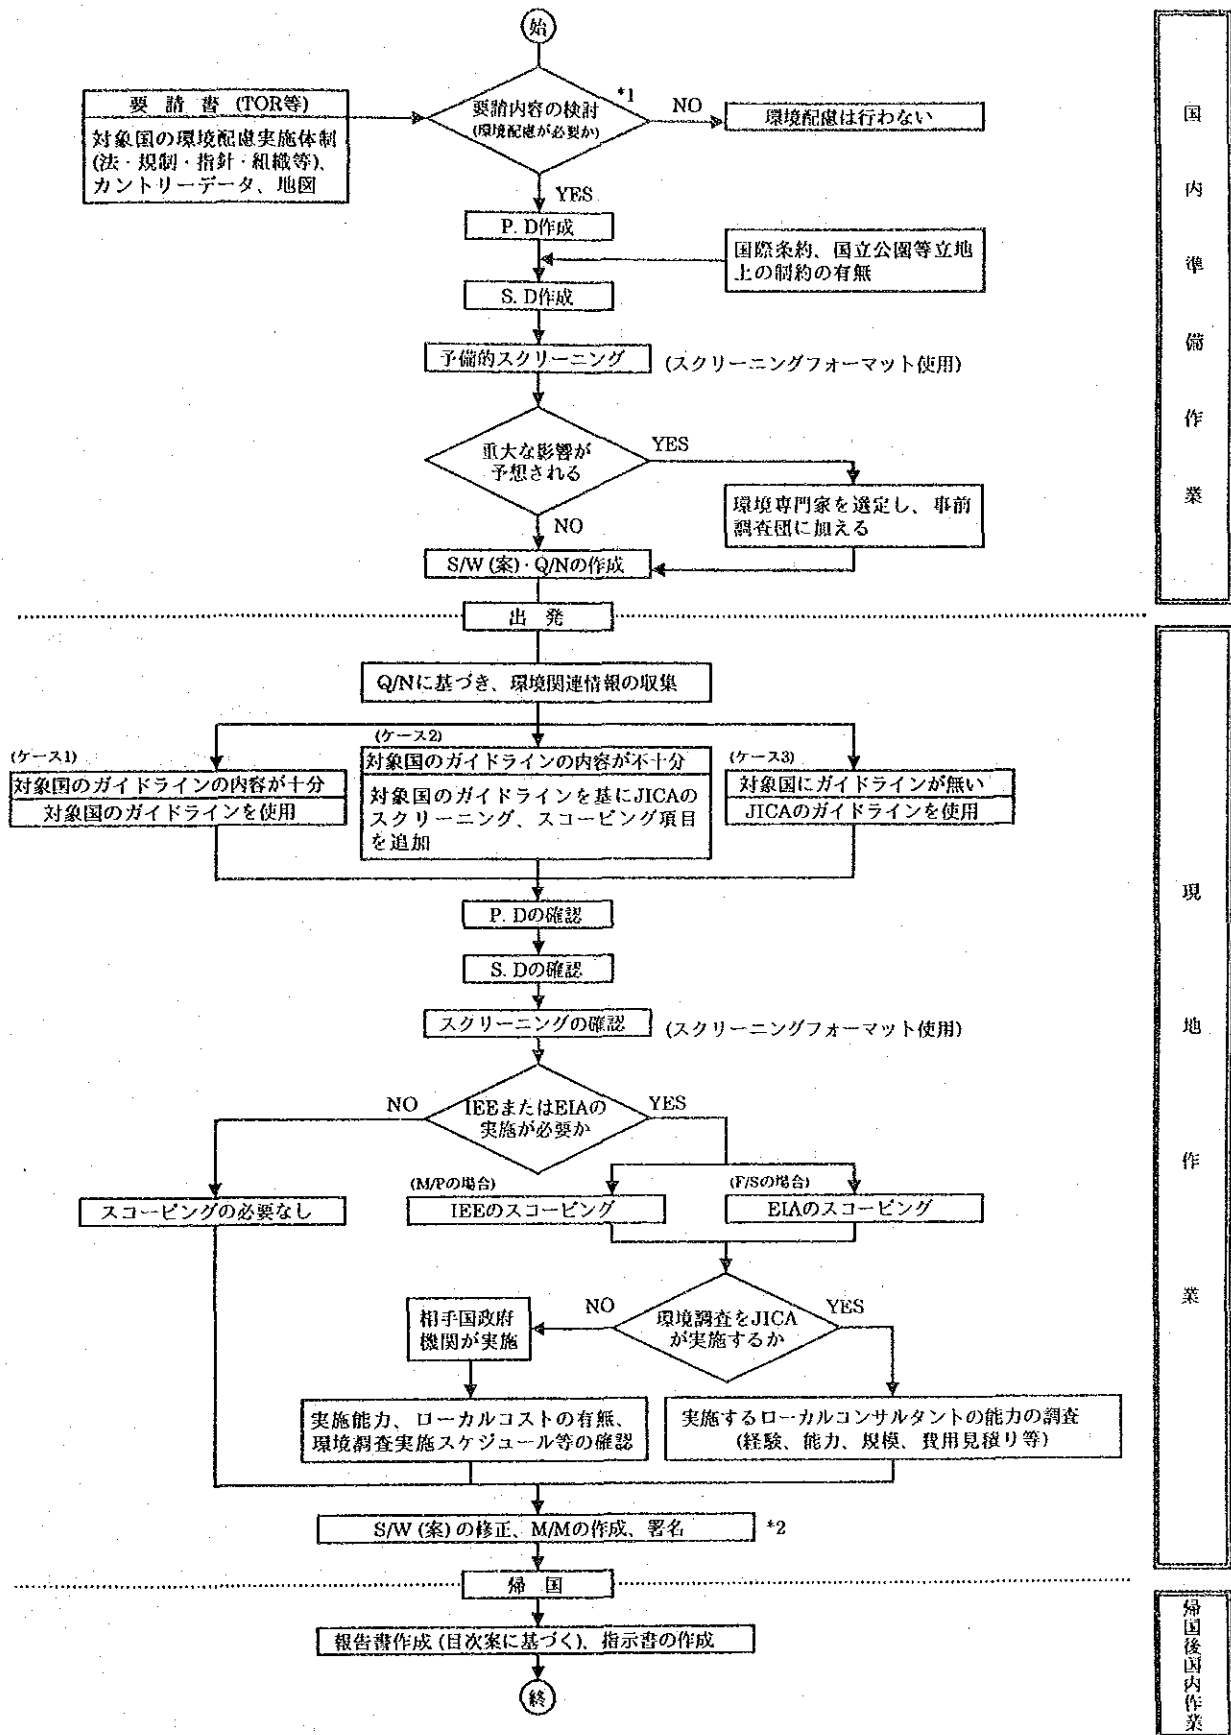 始
要請書 (TOR等)
対象国の環境配慮実施体制
(法・規制・指針・組織等)、
カントリーデータ、地図
要請内容の検討
(環境配慮が必要か)
*1
NO
環境配慮は行わない
YES
P. D作成
国際条約、国立公園等立地
上の制約の有無
S. D作成
予備的スクリーニング
(スクリーニングフォーマット使用)
重大な影響が
予想される
YES
環境専門家を選定し、事前
調査団に加える
NO
S/W (案)・Q/Nの作成
国内準備作業
出 発
Q/Nに基づき、環境関連情報の収集
(ケース1)
対象国のガイドラインの内容が十分
対象国のガイドラインを使用
(ケース2)
対象国のガイドラインの内容が不十分
対象国のガイドラインを基にJICAの
スクリーニング、スコーピング項目
を追加
(ケース3)
対象国にガイドラインが無い
JICAのガイドラインを使用
P. Dの確認
S. Dの確認
スクリーニングの確認
(スクリーニングフォーマット使用)
IEEまたはEIAの
実施が必要か
NO
YES
スコーピングの必要なし
(M/Pの場合)
IEEのスコーピング
(F/Sの場合)
EIAのスコーピング
環境調査をJICA
が実施するか
NO
YES
相手国政府
機関が実施
実施能力、ローカルコストの有無、
環境調査実施スケジュール等の確認
実施するローカルコンサルタントの能力の調査
(経験、能力、規模、費用見積り等)
S/W (案) の修正、M/Mの作成、署名
*2
現地作業
帰 国
報告書作成 (目次案に基づく)、指示書の作成
終
帰国後国内作業